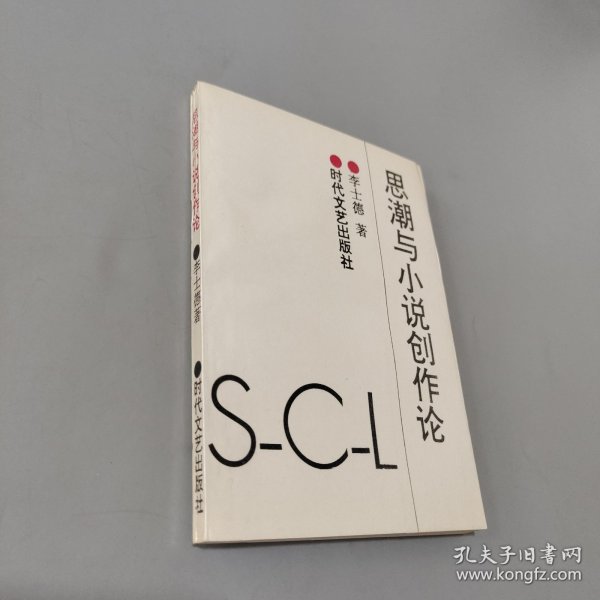 思潮与小说创作论
李士德 著
时代文艺出版社
S-C-L
思潮与小说创作论
李士德著
时代文艺出版社
孔夫子旧书网
www.kongfz.com